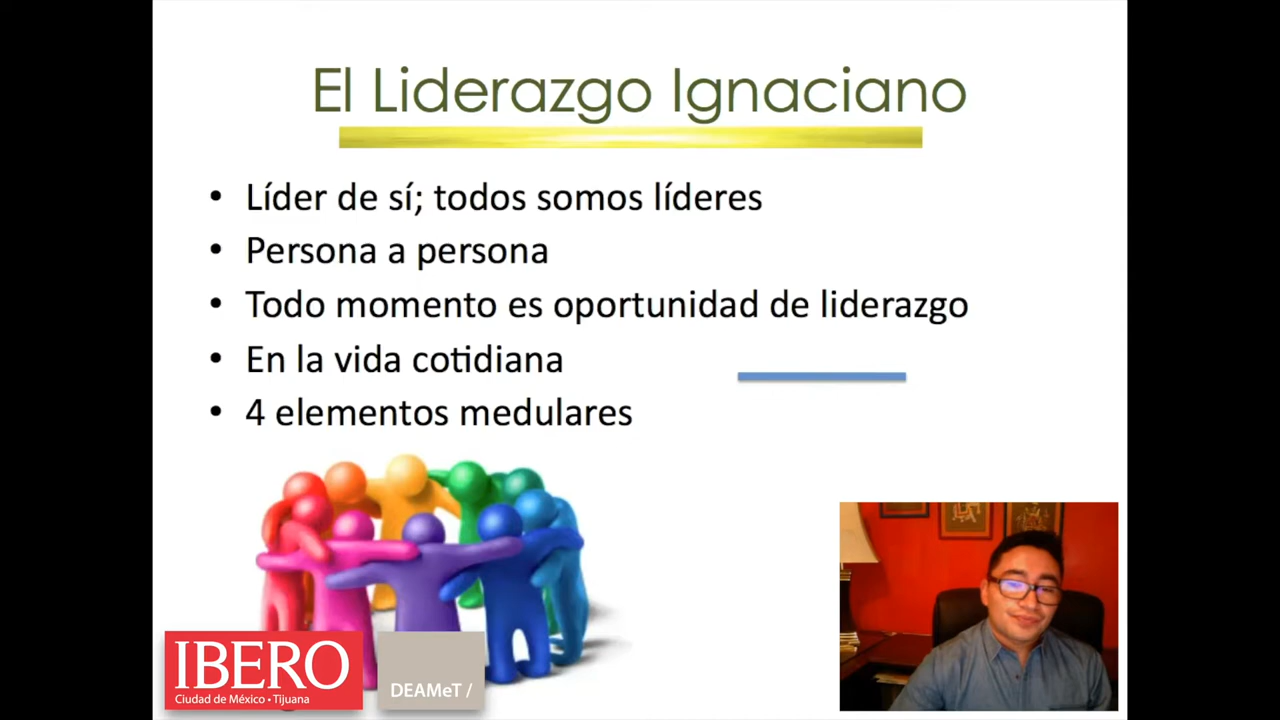 El Liderazgo Ignaciano
• Líder de sí; todos somos líderes
• Persona a persona
• Todo momento es oportunidad de liderazgo
• En la vida cotidiana
• 4 elementos medulares
IBERO
Ciudad de México • Tijuana
DEAMeT /